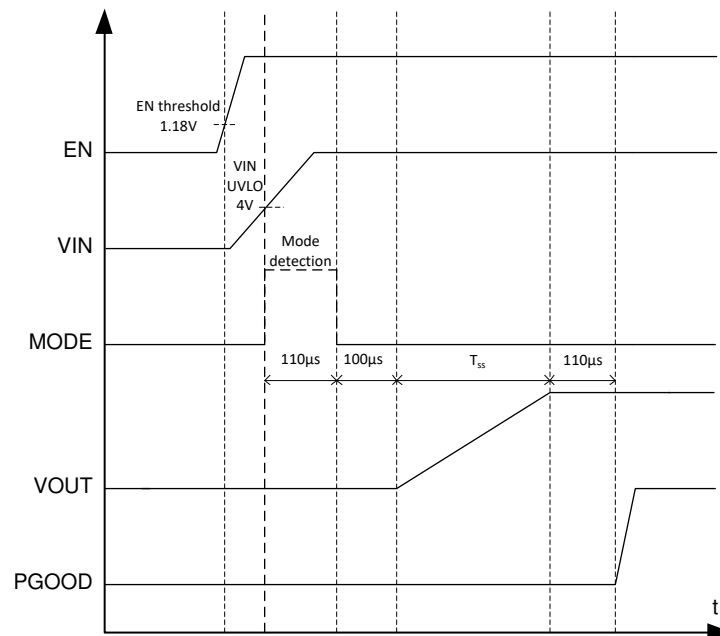 EN threshold
1.18V
EN
VIN
UVLO
4V
VIN
Mode
detection
MODE
110µs
100µs
Tss
110µs
VOUT
PGOOD
t